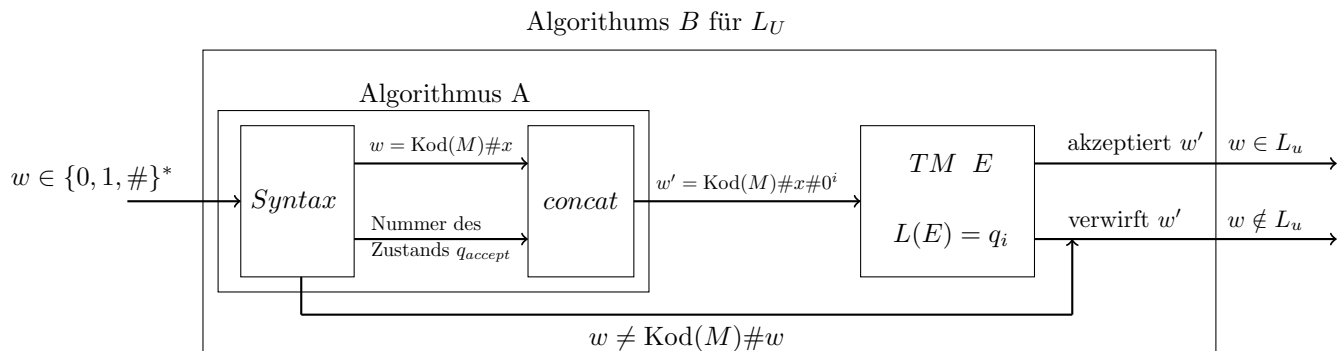 Algorithums B für L_U
Algorithmus A
w ∈ {0, 1, #}*
Syntax
w = Kod(M)#x
Nummer des
Zustands q_accept
concat
w' = Kod(M)#x#0^i
TM E
L(E) = q_i
akzeptiert w'
w ∈ L_u
verwirft w'
w ∉ L_u
w ≠ Kod(M)#w